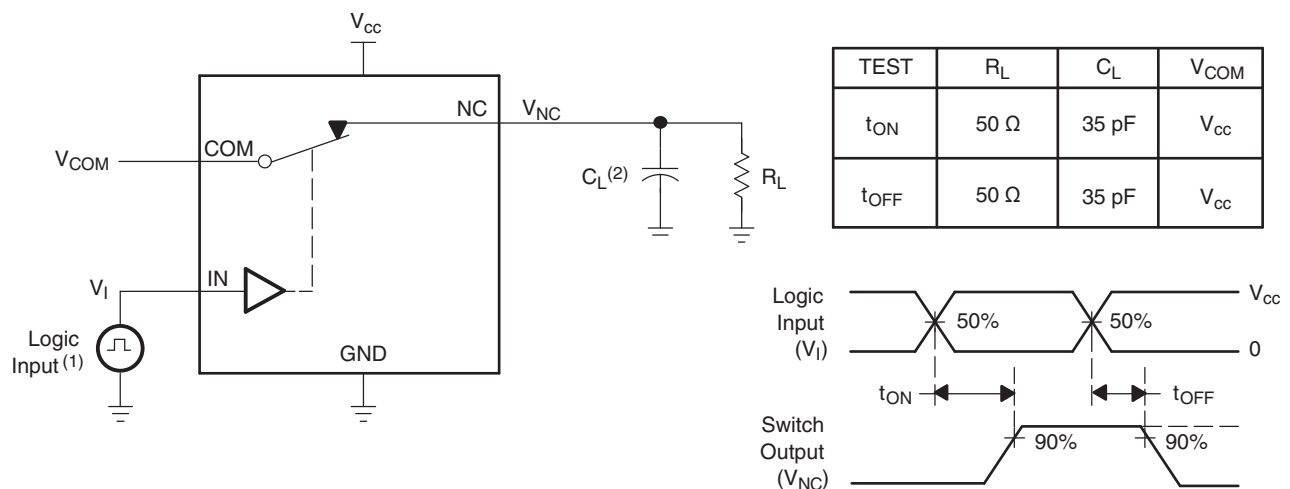 Vcc
NC
VNC
COM
VCOM
CL(2)
RL
IN
VI
Logic
Input(1)
GND
TEST RL CL VCOM
tON 50 Ω 35 pF Vcc
tOFF 50 Ω 35 pF Vcc
Logic
Input
(VI)
50%
50%
Vcc
0
tON
tOFF
Switch
Output
(VNC)
90%
90%